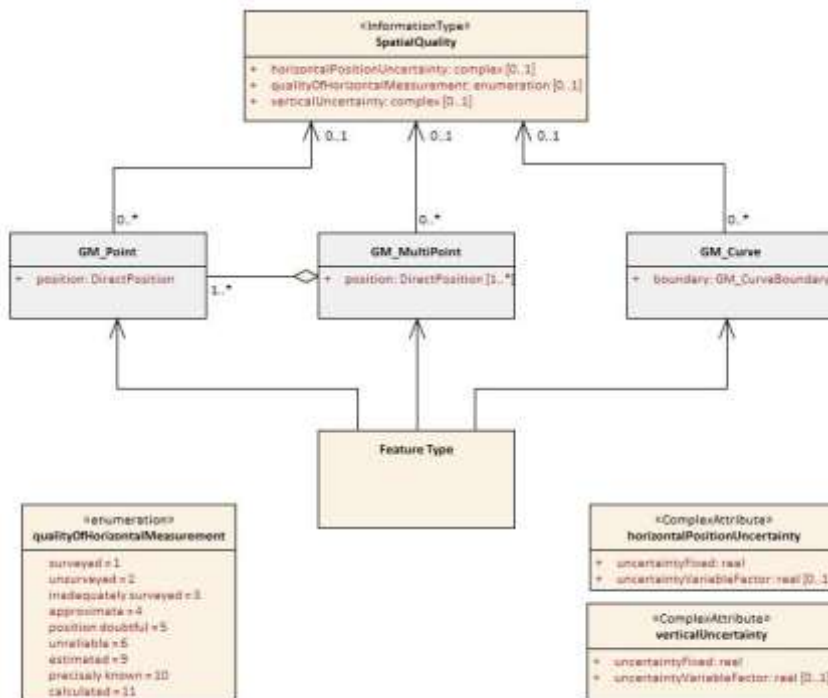 «InformationType»
SpatialQuality
+ horizontalPositionUncertainty: complex [0..1]
+ qualityOfHorizontalMeasurement: enumeration [0..1]
+ verticalUncertainty: complex [0..1]
0..1
0..1
0..1
0..*
0..*
0..*
GM_Point
+ position: DirectPosition
1..*
GM_MultiPoint
+ position: DirectPosition [1..*]
GM_Curve
+ boundary: GM_CurveBoundary
Feature Type
«enumeration»
qualityOfHorizontalMeasurement
surveyed = 1
unsurveyed = 2
inadequately surveyed = 3
approximate = 4
position doubtful = 5
unreliable = 6
estimated = 9
precisely known = 10
calculated = 11
«ComplexAttribute»
horizontalPositionUncertainty
+ uncertaintyFixed: real
+ uncertaintyVariableFactor: real [0..1]
«ComplexAttribute»
verticalUncertainty
+ uncertaintyFixed: real
+ uncertaintyVariableFactor: real [0..1]